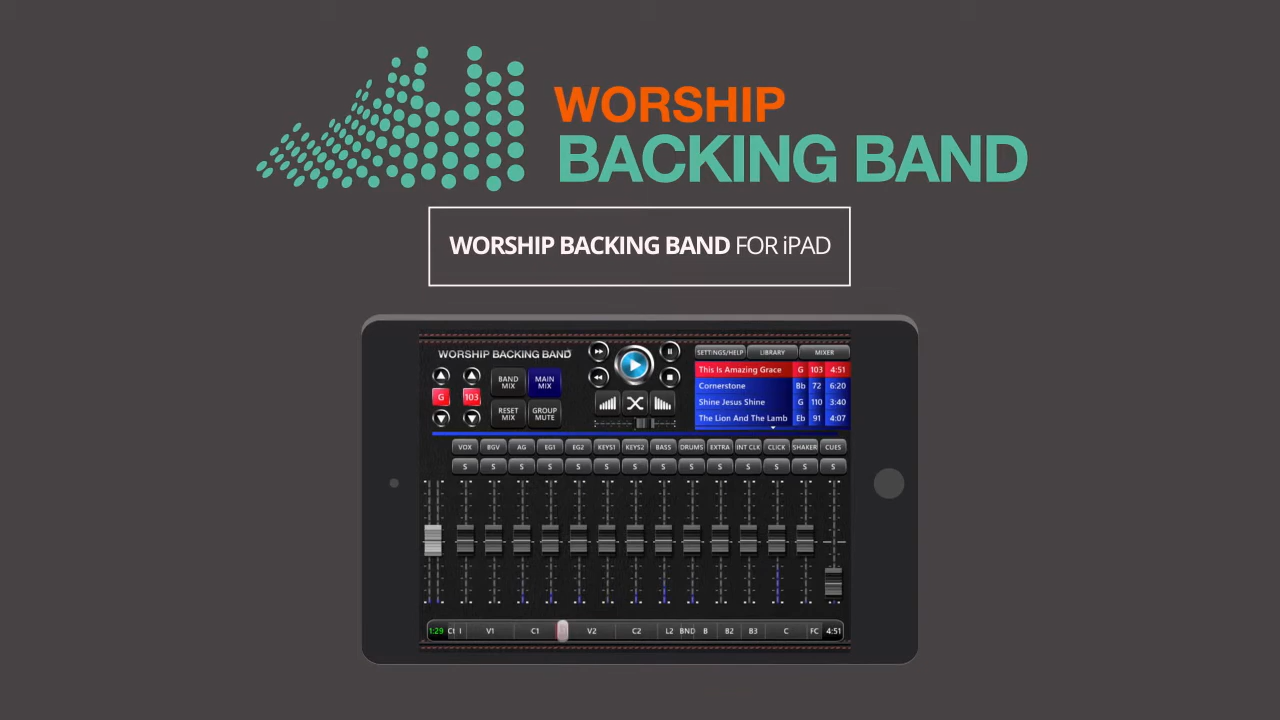 WORSHIP
BACKING BAND
WORSHIP BACKING BAND FOR iPAD
WORSHIP BACKING BAND
SETTINGS/HELP LIBRARY MIXER
This Is Amazing Grace G 103 4:51
Cornerstone Bb 72 6:20
Shine Jesus Shine G 110 3:40
The Lion And The Lamb Eb 91 4:07
G 103
BAND MIX
MAIN MIX
RESET MIX
GROUP MUTE
VOX BGV AG EG1 EG2 KEYS1 KEYS2 BASS DRUMS EXTRA INT CLK CLICK SHAKER CUES
S S S S S S S S S S S S S S
1:29 I V1 C1 V2 C2 L2 BND B B2 B3 C FC 4:51